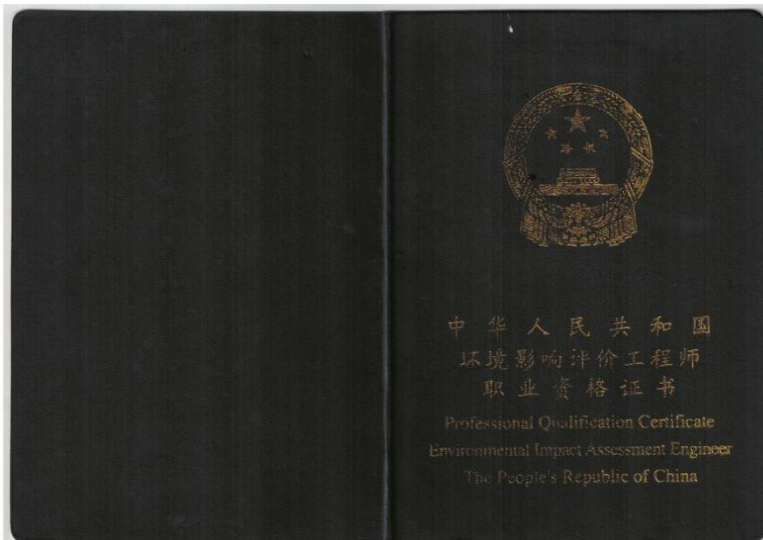 中华人民共和国
环境影响评价工程师
职业资格证书
Professional Qualification Certificate
Environmental Impact Assessment Engineer
The People's Republic of China